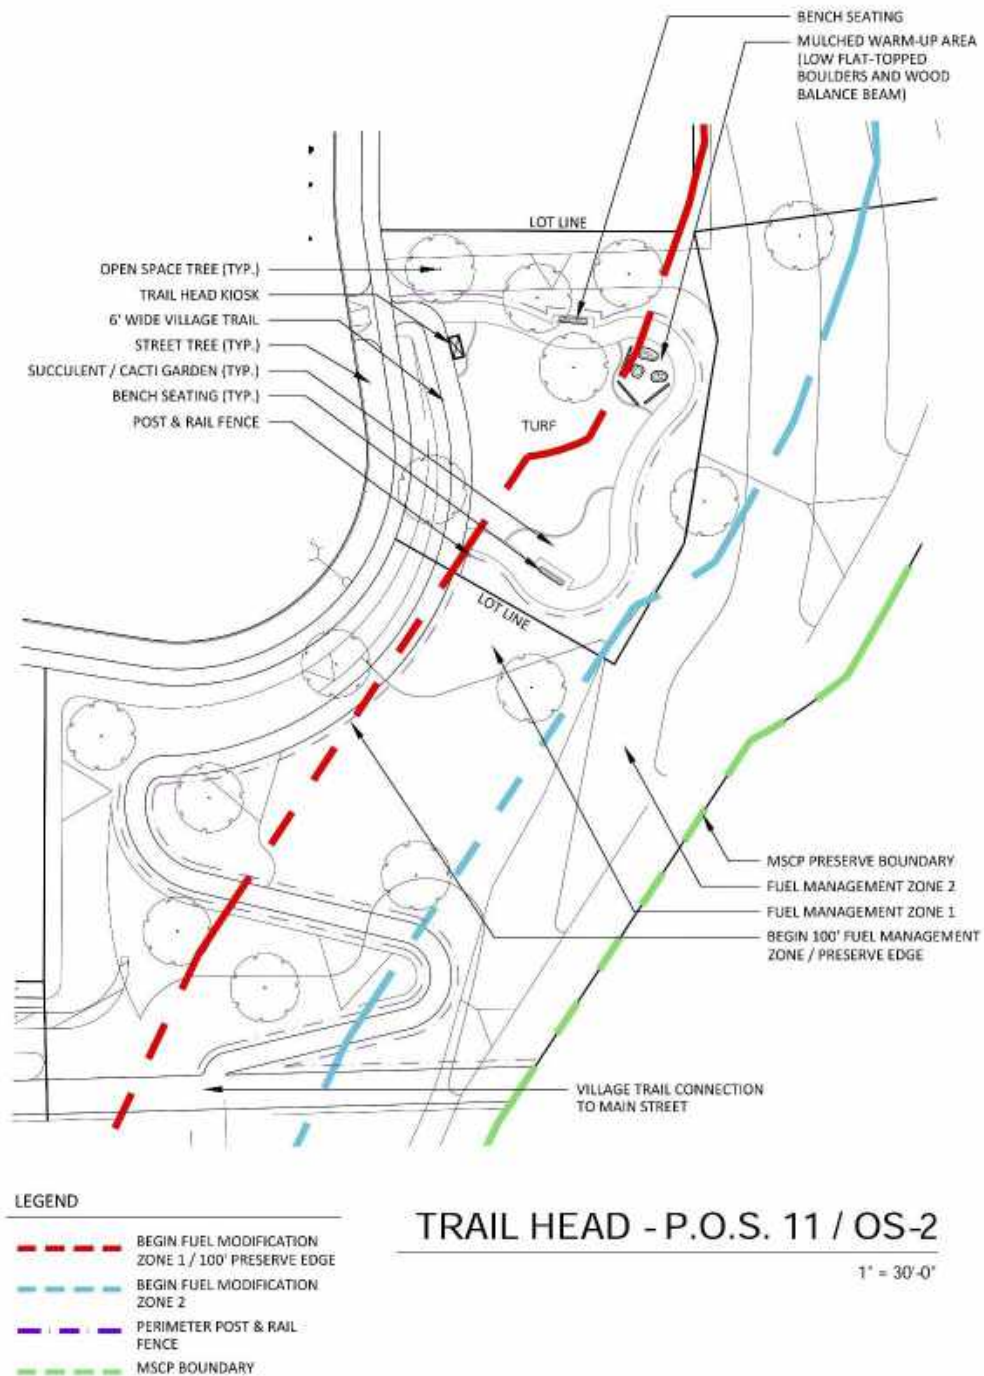 BENCH SEATING
MULCHED WARM-UP AREA
(LOW FLAT-TOPPED
BOULDERS AND WOOD
BALANCE BEAM)
LOT LINE
OPEN SPACE TREE (TYP.)
TRAIL HEAD KIOSK
6' WIDE VILLAGE TRAIL
STREET TREE (TYP.)
SUCCULENT / CACTI GARDEN (TYP.)
BENCH SEATING (TYP.)
POST & RAIL FENCE
TURF
LOT LINE
MSCP PRESERVE BOUNDARY
FUEL MANAGEMENT ZONE 2
FUEL MANAGEMENT ZONE 1
BEGIN 100' FUEL MANAGEMENT
ZONE / PRESERVE EDGE
VILLAGE TRAIL CONNECTION
TO MAIN STREET
LEGEND
BEGIN FUEL MODIFICATION
ZONE 1 / 100' PRESERVE EDGE
BEGIN FUEL MODIFICATION
ZONE 2
PERIMETER POST & RAIL
FENCE
MSCP BOUNDARY
TRAIL HEAD - P.O.S. 11 / OS-2
1" = 30'-0"